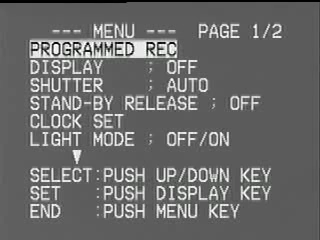 --- MENU --- PAGE 1/2
PROGRAMMED REC
DISPLAY ; OFF
SHUTTER ; AUTO
STAND-BY RELEASE ; OFF
CLOCK SET
LIGHT MODE ; OFF/ON
▼
SELECT:PUSH UP/DOWN KEY
SET :PUSH DISPLAY KEY
END :PUSH MENU KEY